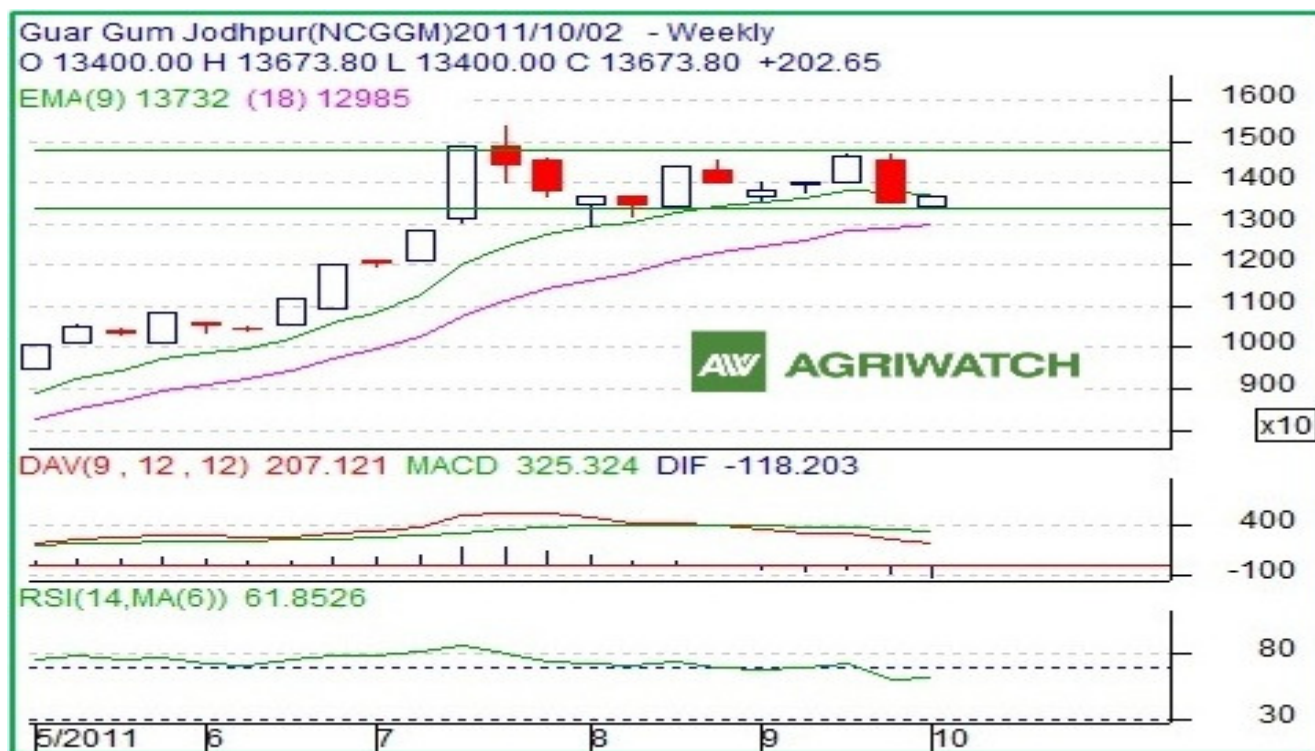 Guar Gum Jodhpur(NCGGM)2011/10/02 - Weekly
O 13400.00 H 13673.80 L 13400.00 C 13673.80 +202.65
EMA(9) 13732 (18) 12985
1600
1500
1400
1300
1200
1100
1000
900
x10
AW AGRIWATCH
DAV(9 , 12 , 12) 207.121 MACD 325.324 DIF -118.203
400
-100
RSI(14,MA(6)) 61.8526
80
30
5/2011 6 7 8 9 10